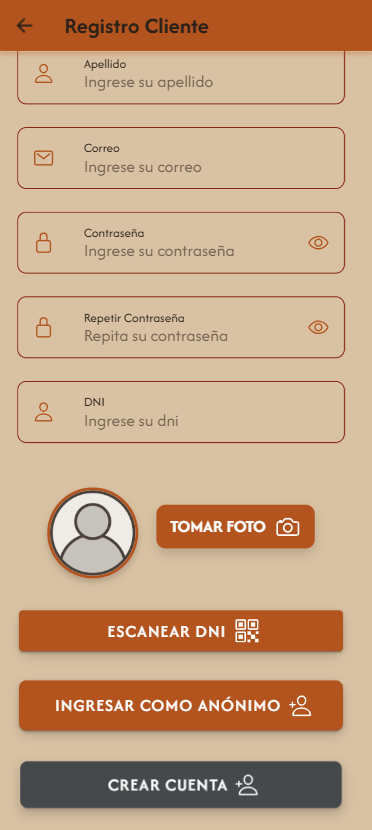 Registro Cliente
Apellido
Ingrese su apellido
Correo
Ingrese su correo
Contraseña
Ingrese su contraseña
Repetir Contraseña
Repita su contraseña
DNI
Ingrese su dni
TOMAR FOTO
ESCANEAR DNI
INGRESAR COMO ANÓNIMO
CREAR CUENTA